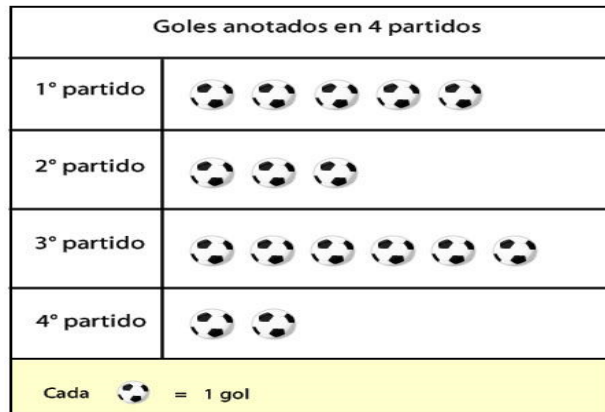 Goles anotados en 4 partidos
1° partido
2° partido
3° partido
4° partido
Cada = 1 gol